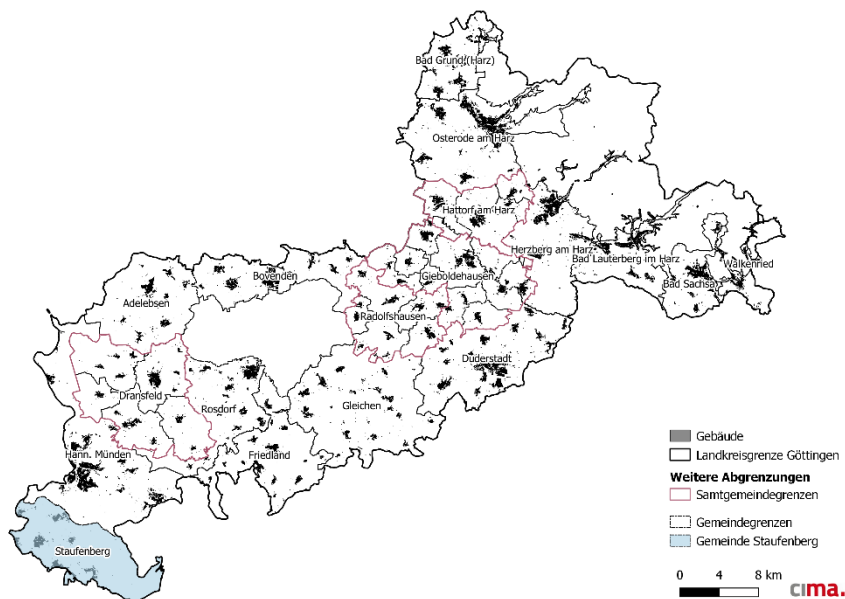 Bad Grund (Harz)
Osterode am Harz
Hattorf am Harz
Herzberg am Harz
Bad Lauterberg im Harz
Walkenried
Bad Sachsa
Gieboldehausen
Bovenden
Adelebsen
Radolfshausen
Duderstadt
Dransfeld
Rosdorf
Gleichen
Hann. Münden
Friedland
Staufenberg
Gebäude
Landkreisgrenze Göttingen
Weitere Abgrenzungen
Samtgemeindegrenzen
Gemeindegrenzen
Gemeinde Staufenberg
0 4 8 km
cima.